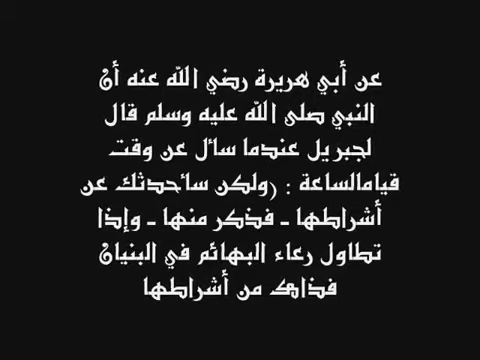 عن أبي هريرة رضي الله عنه أن
النبي صلى الله عليه وسلم قال
لجبريل عندما سائل عن وقت
قيامالساعة : (ولكن سأحدثك عن
أشراطها - فذكر منها - وإذا
تطاول رعاء البهائم في البنيان
فذاك من أشراطها